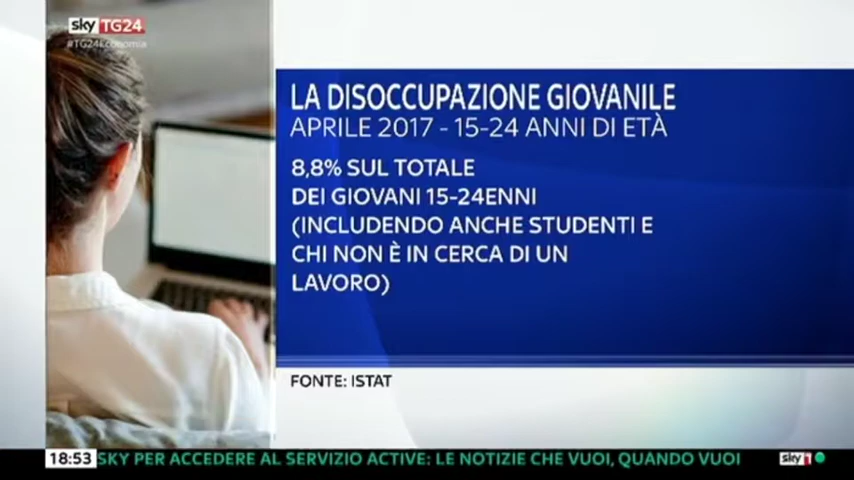 sky TG24
#TG24Economia
LA DISOCCUPAZIONE GIOVANILE
APRILE 2017 - 15-24 ANNI DI ETÀ
8,8% SUL TOTALE
DEI GIOVANI 15-24ENNI
(INCLUDENDO ANCHE STUDENTI E
CHI NON È IN CERCA DI UN
LAVORO)
FONTE: ISTAT
18:53 SKY PER ACCEDERE AL SERVIZIO ACTIVE: LE NOTIZIE CHE VUOI, QUANDO VUOI sky 1